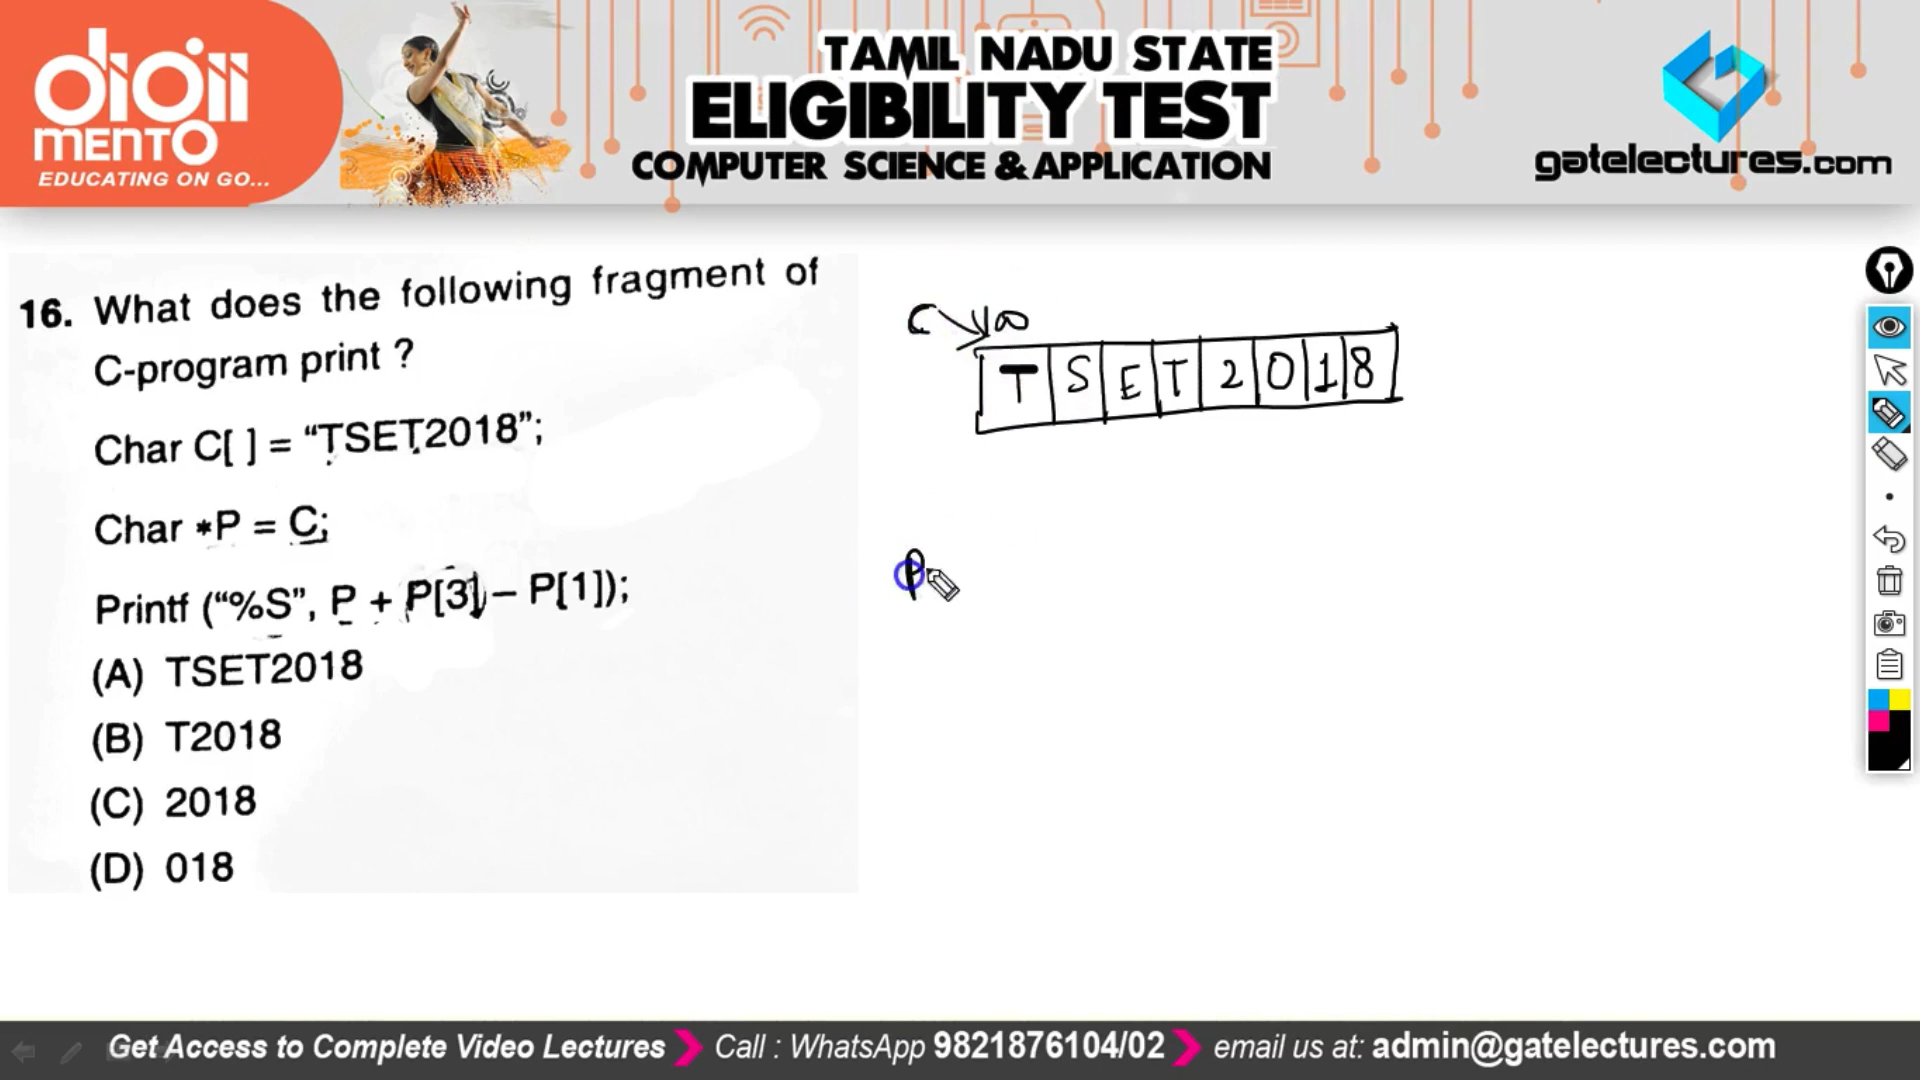 DIGII
MENTO
EDUCATING ON GO...
TAMIL NADU STATE
ELIGIBILITY TEST
COMPUTER SCIENCE & APPLICATION
gatelectures.com
16. What does the following fragment of
C-program print ?
Char C[ ] = “TSET2018”;
Char *P = C;
Printf (“%S”, P + P[3] – P[1]);
(A) TSET2018
(B) T2018
(C) 2018
(D) 018
C 100
T S E T 2 0 1 8
P
Get Access to Complete Video Lectures Call : WhatsApp 9821876104/02 email us at: admin@gatelectures.com